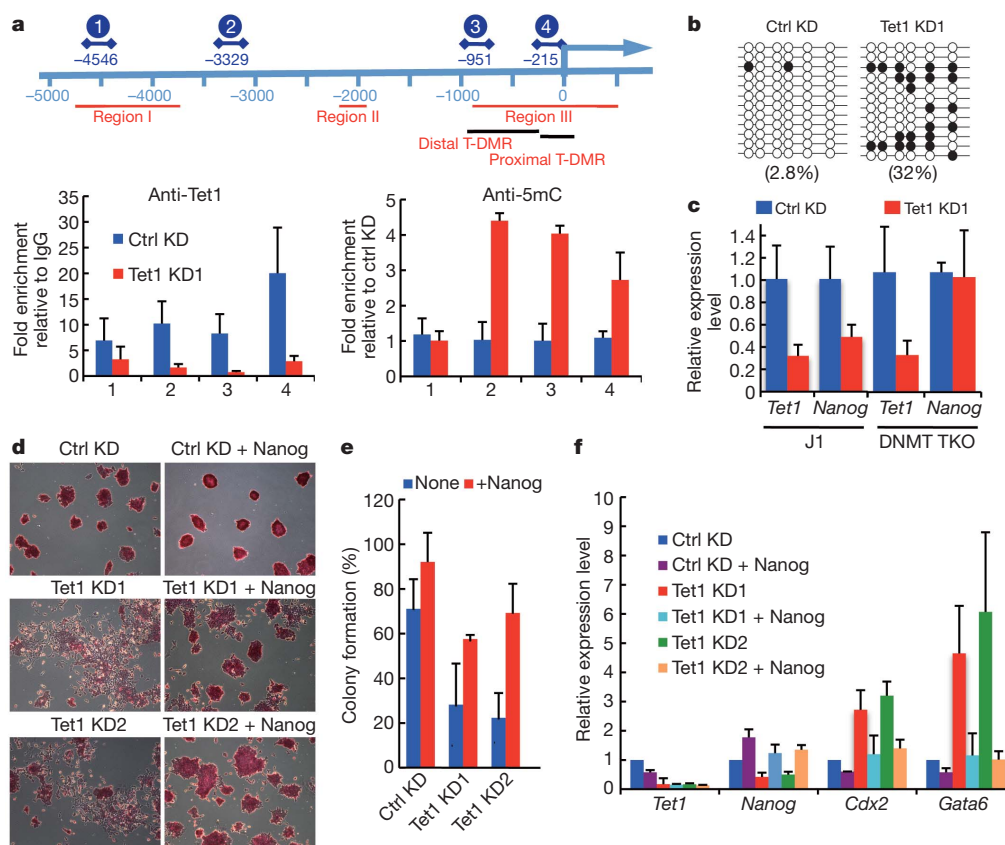 a
1 2 3 4
–4546 –3329 –951 –215
–5000 –4000 –3000 –2000 –1000 0
Region I Region II Region III
Distal T-DMR
Proximal T-DMR
Anti-Tet1
Fold enrichment
relative to IgG
35
30
25
20
15
10
5
0
Ctrl KD
Tet1 KD1
1 2 3 4
Anti-5mC
Fold enrichment
relative to ctrl KD
5
4
3
2
1
0
1 2 3 4
b
Ctrl KD Tet1 KD1
(2.8%) (32%)
c
Ctrl KD Tet1 KD1
Relative expression
level
1.4
1.2
1.0
0.8
0.6
0.4
0.2
0
Tet1 Nanog Tet1 Nanog
J1 DNMT TKO
d
Ctrl KD Ctrl KD + Nanog
Tet1 KD1 Tet1 KD1 + Nanog
Tet1 KD2 Tet1 KD2 + Nanog
e
None +Nanog
Colony formation (%)
120
100
80
60
40
20
0
Ctrl KD Tet1 KD1 Tet1 KD2
f
Relative expression level
10
9
8
7
6
5
4
3
2
1
0
Ctrl KD
Ctrl KD + Nanog
Tet1 KD1
Tet1 KD1 + Nanog
Tet1 KD2
Tet1 KD2 + Nanog
Tet1 Nanog Cdx2 Gata6